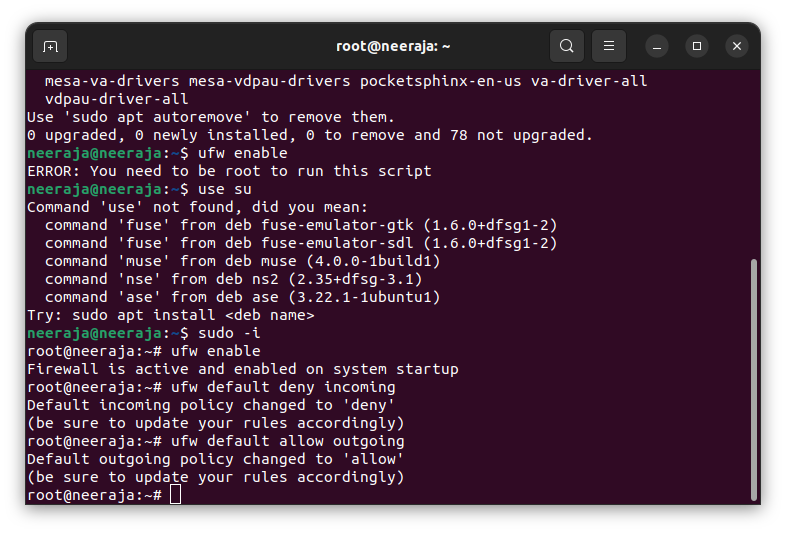 root@neeraja: ~
mesa-va-drivers mesa-vdpau-drivers pocketsphinx-en-us va-driver-all
vdpau-driver-all
Use 'sudo apt autoremove' to remove them.
0 upgraded, 0 newly installed, 0 to remove and 78 not upgraded.
neeraja@neeraja:~$ ufw enable
ERROR: You need to be root to run this script
neeraja@neeraja:~$ use su
Command 'use' not found, did you mean:
command 'fuse' from deb fuse-emulator-gtk (1.6.0+dfsg1-2)
command 'fuse' from deb fuse-emulator-sdl (1.6.0+dfsg1-2)
command 'muse' from deb muse (4.0.0-1build1)
command 'nse' from deb ns2 (2.35+dfsg-3.1)
command 'ase' from deb ase (3.22.1-1ubuntu1)
Try: sudo apt install <deb name>
neeraja@neeraja:~$ sudo -i
root@neeraja:~# ufw enable
Firewall is active and enabled on system startup
root@neeraja:~# ufw default deny incoming
Default incoming policy changed to 'deny'
(be sure to update your rules accordingly)
root@neeraja:~# ufw default allow outgoing
Default outgoing policy changed to 'allow'
(be sure to update your rules accordingly)
root@neeraja:~#